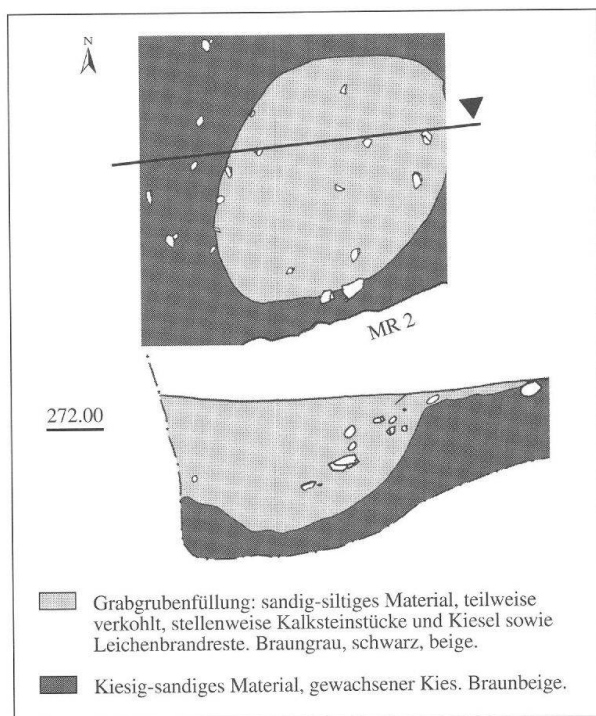 N
MR 2
272.00
Grabgrubenfüllung: sandig-siltiges Material, teilweise
verkohlt, stellenweise Kalksteinstücke und Kiesel sowie
Leichenbrandreste. Braungrau, schwarz, beige.
Kiesig-sandiges Material, gewachsener Kies. Braunbeige.